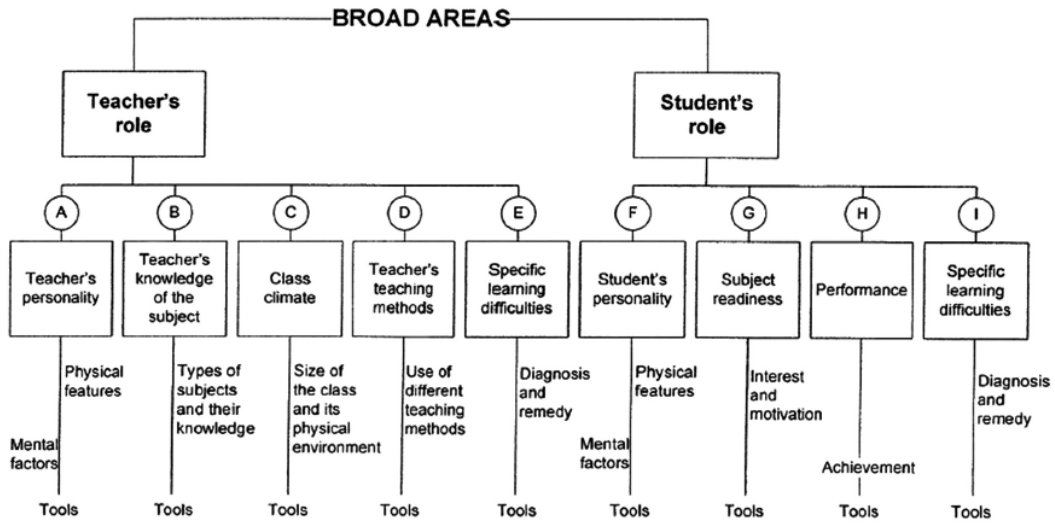 BROAD AREAS
Teacher's
role
Student's
role
A
B
C
D
E
F
G
H
I
Teacher's
personality
Teacher's
knowledge
of the
subject
Class
climate
Teacher's
teaching
methods
Specific
learning
difficulties
Student's
personality
Subject
readiness
Performance
Specific
learning
difficulties
Physical
features
Mental
factors
Types of
subjects
and their
knowledge
Size of
the class
and its
physical
environment
Use of
different
teaching
methods
Diagnosis
and
remedy
Physical
features
Mental
factors
Interest
and
motivation
Achievement
Diagnosis
and
remedy
Tools
Tools
Tools
Tools
Tools
Tools
Tools
Tools
Tools